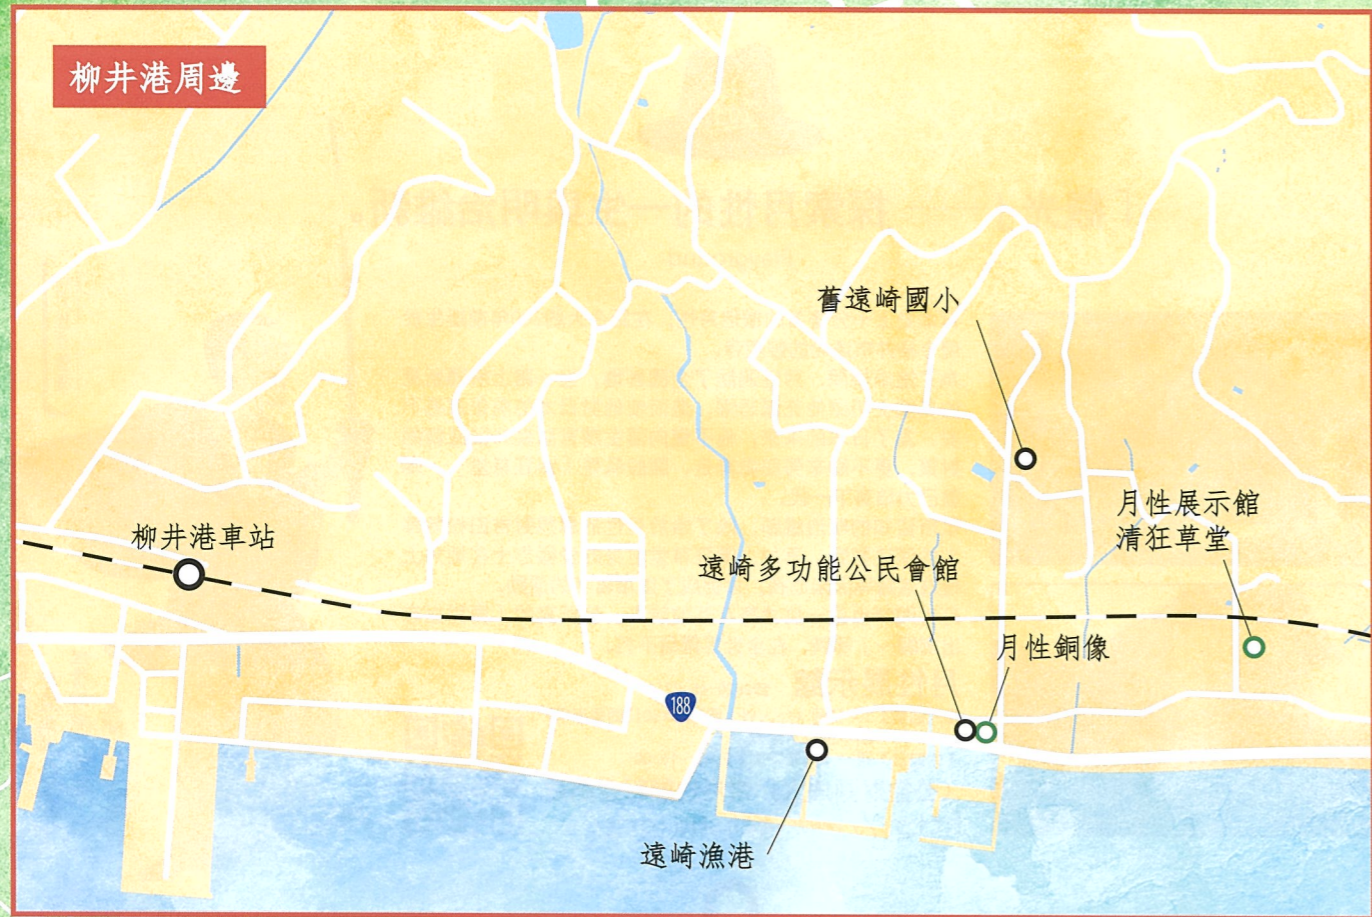 柳井港周邊
舊遠崎國小
月性展示館
清狂草堂
柳井港車站
遠崎多功能公民會館
月性銅像
188
遠崎漁港